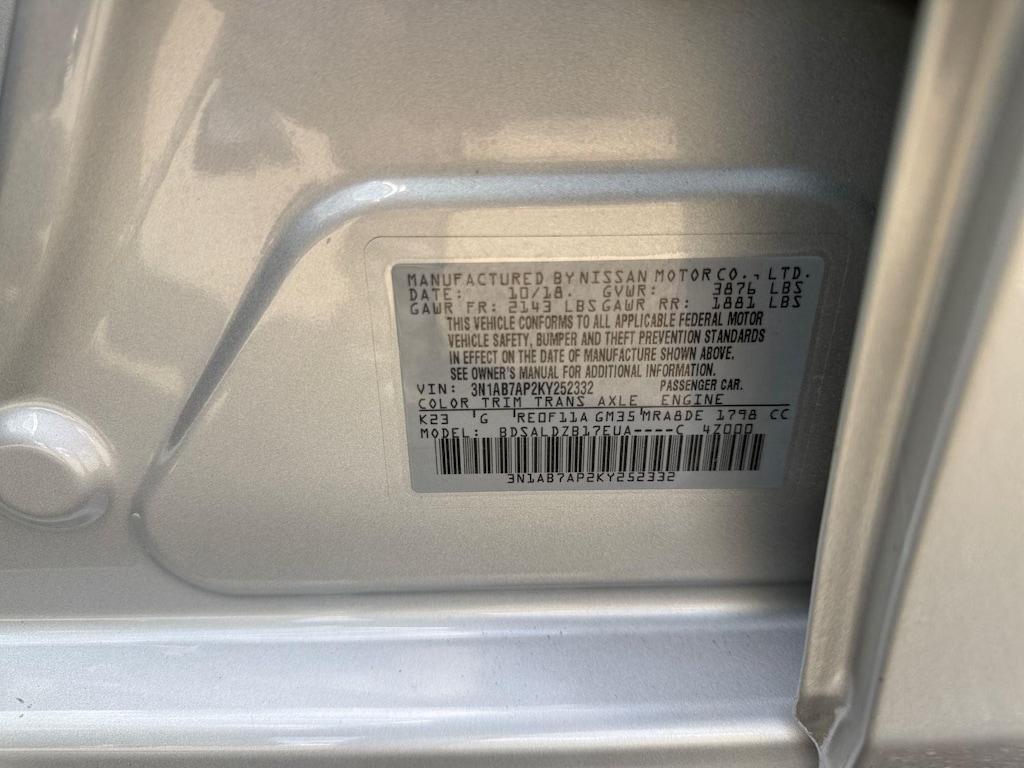 MANUFACTURED BY NISSAN MOTOR CO., LTD.
DATE: 10/18. GVWR: 3876 LBS
GAWR FR: 2143 LBS GAWR RR: 1881 LBS
THIS VEHICLE CONFORMS TO ALL APPLICABLE FEDERAL MOTOR
VEHICLE SAFETY, BUMPER AND THEFT PREVENTION STANDARDS
IN EFFECT ON THE DATE OF MANUFACTURE SHOWN ABOVE.
SEE OWNER'S MANUAL FOR ADDITIONAL INFORMATION.
VIN: 3N1AB7AP2KY252332 PASSENGER CAR.
COLOR TRIM TRANS AXLE ENGINE
K23 G RE0F11A GM35 MRA8DE 1798 CC
MODEL: BDSALDZB17EUA----C 4Z000
3N1AB7AP2KY252332